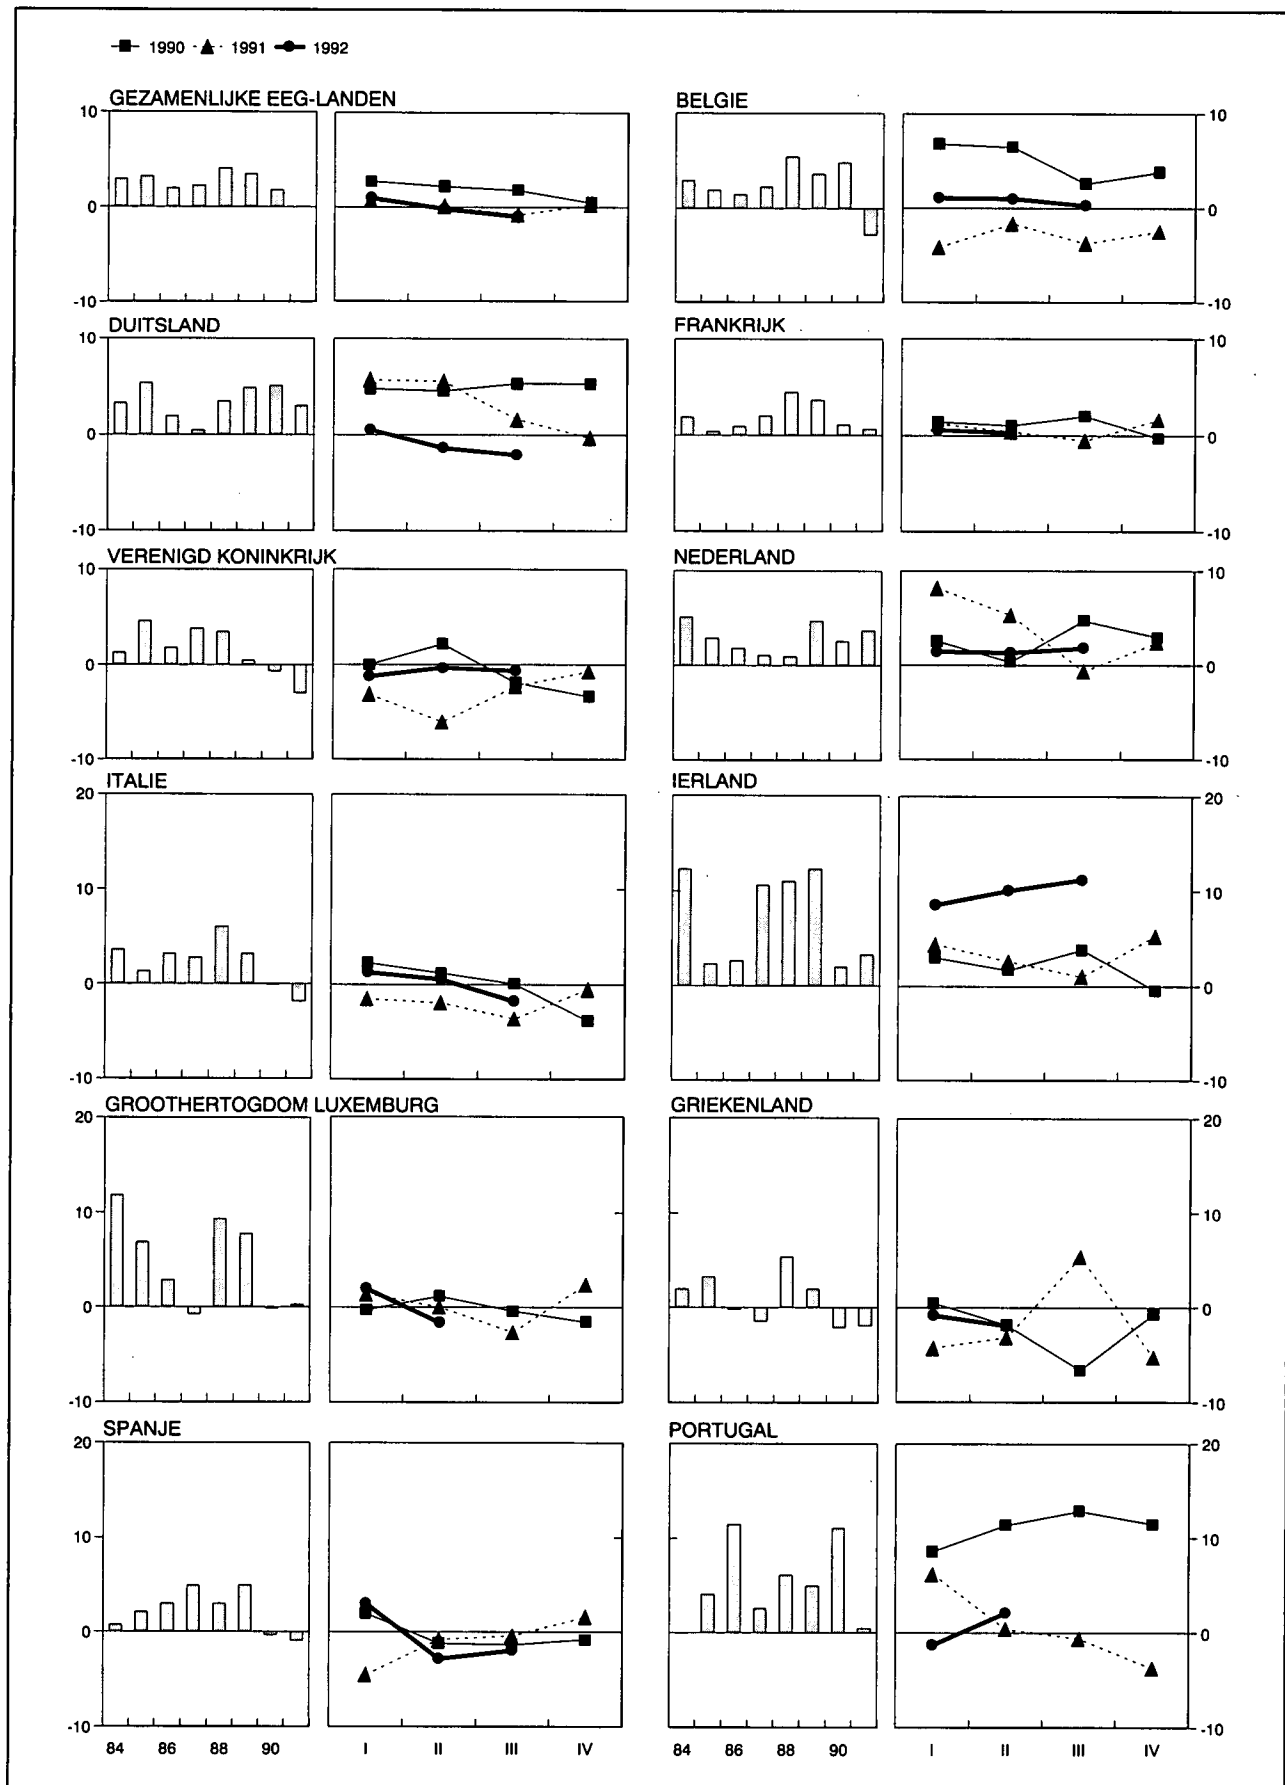 1990 1991 1992
GEZAMENLIJKE EEG-LANDEN BELGIE
10 10
0 0
-10 -10
DUITSLAND FRANKRIJK
10 10
0 0
-10 -10
VERENIGD KONINKRIJK NEDERLAND
10 10
0 0
-10 -10
ITALIE IERLAND
20 20
10 10
0 0
-10 -10
GROOTHERTOGDOM LUXEMBURG GRIEKENLAND
20 20
10 10
0 0
-10 -10
SPANJE PORTUGAL
20 20
10 10
0 0
-10 -10
84 86 88 90 I II III IV 84 86 88 90 I II III IV